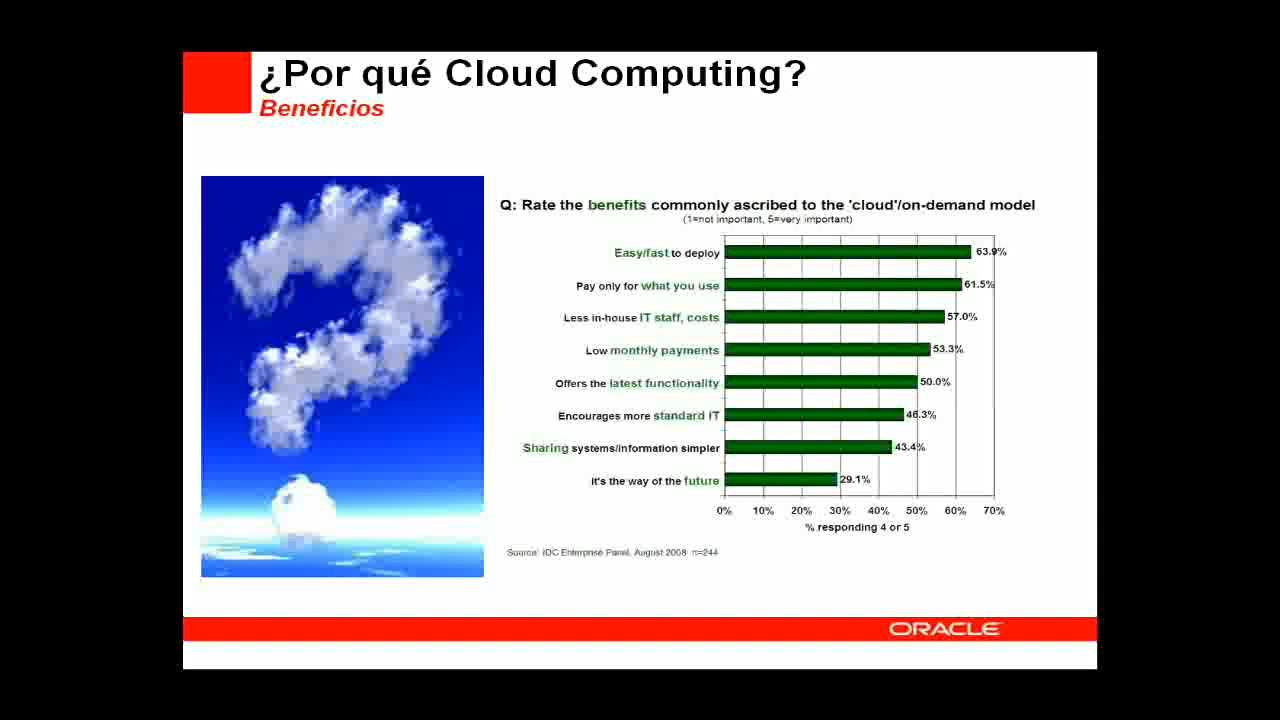 ¿Por qué Cloud Computing?
Beneficios
Q: Rate the benefits commonly ascribed to the 'cloud'/on-demand model
(1=not important, 5=very important)
Easy/fast to deploy 63.9%
Pay only for what you use 61.5%
Less in-house IT staff, costs 57.0%
Low monthly payments 53.3%
Offers the latest functionality 50.0%
Encourages more standard IT 46.3%
Sharing systems/information simpler 43.4%
It's the way of the future 29.1%
0% 10% 20% 30% 40% 50% 60% 70%
% responding 4 or 5
Source: IDC Enterprise Panel, August 2008 n=244
ORACLE